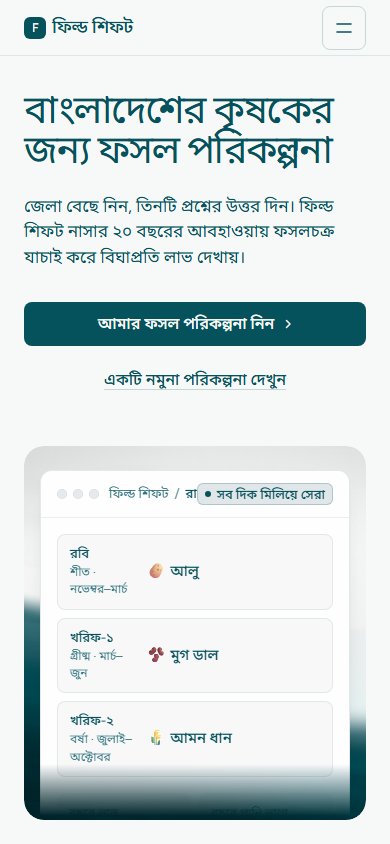 F ফিল্ড শিফট
বাংলাদেশের কৃষকের
জন্য ফসল পরিকল্পনা
জেলা বেছে নিন, তিনটি প্রশ্নের উত্তর দিন। ফিল্ড
শিফট নাসার ২০ বছরের আবহাওয়ায় ফসলচক্র
যাচাই করে বিঘাপ্রতি লাভ দেখায়।
আমার ফসল পরিকল্পনা নিন
একটি নমুনা পরিকল্পনা দেখুন
ফিল্ড শিফট / রা সব দিক মিলিয়ে সেরা
রবি
শীত ·
নভেম্বর–মার্চ
আলু
খরিফ-১
গ্রীষ্ম · মার্চ–
জুন
মুগ ডাল
খরিফ-২
বর্ষা · জুলাই–
অক্টোবর
আমন ধান